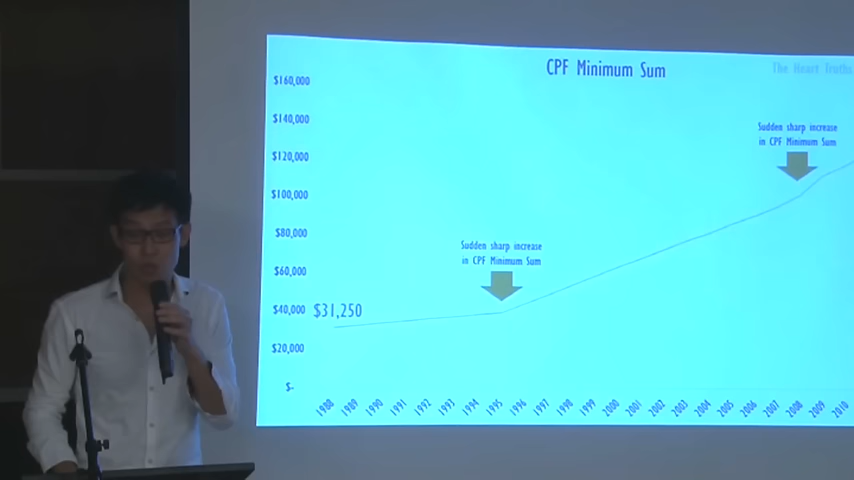 CPF Minimum Sum
The Heart Truths
$160,000
$140,000
$120,000
$100,000
$80,000
$60,000
$40,000
$20,000
$-
Sudden sharp increase
in CPF Minimum Sum
Sudden sharp increase
in CPF Minimum Sum
$31,250
1988 1989 1990 1991 1992 1993 1994 1995 1996 1997 1998 1999 2000 2001 2002 2003 2004 2005 2006 2007 2008 2009 2010